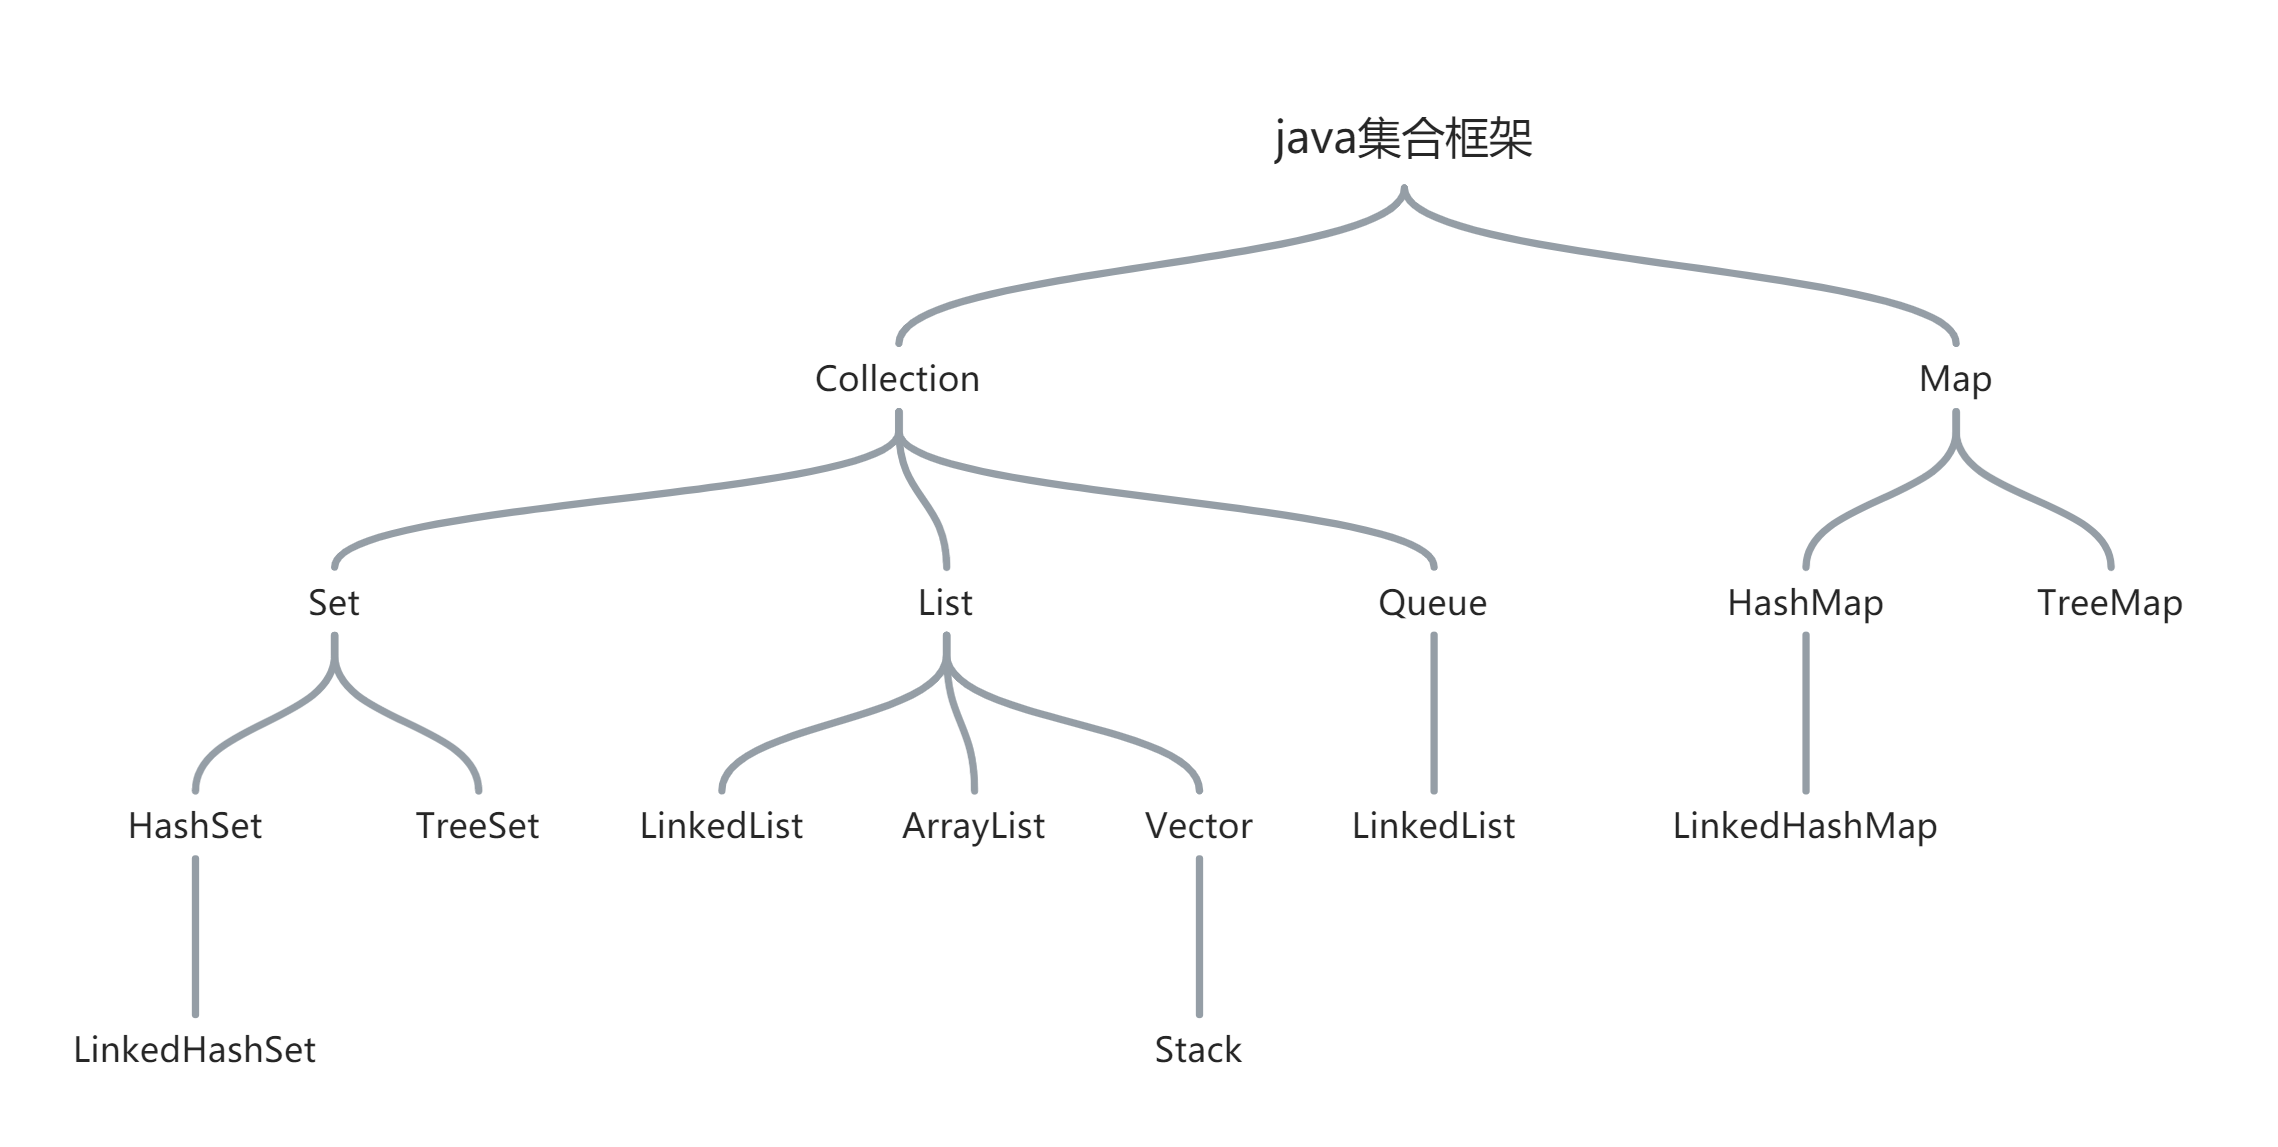 java集合框架
Collection
Map
Set
List
Queue
HashMap
TreeMap
HashSet
TreeSet
LinkedList
ArrayList
Vector
LinkedList
LinkedHashMap
LinkedHashSet
Stack